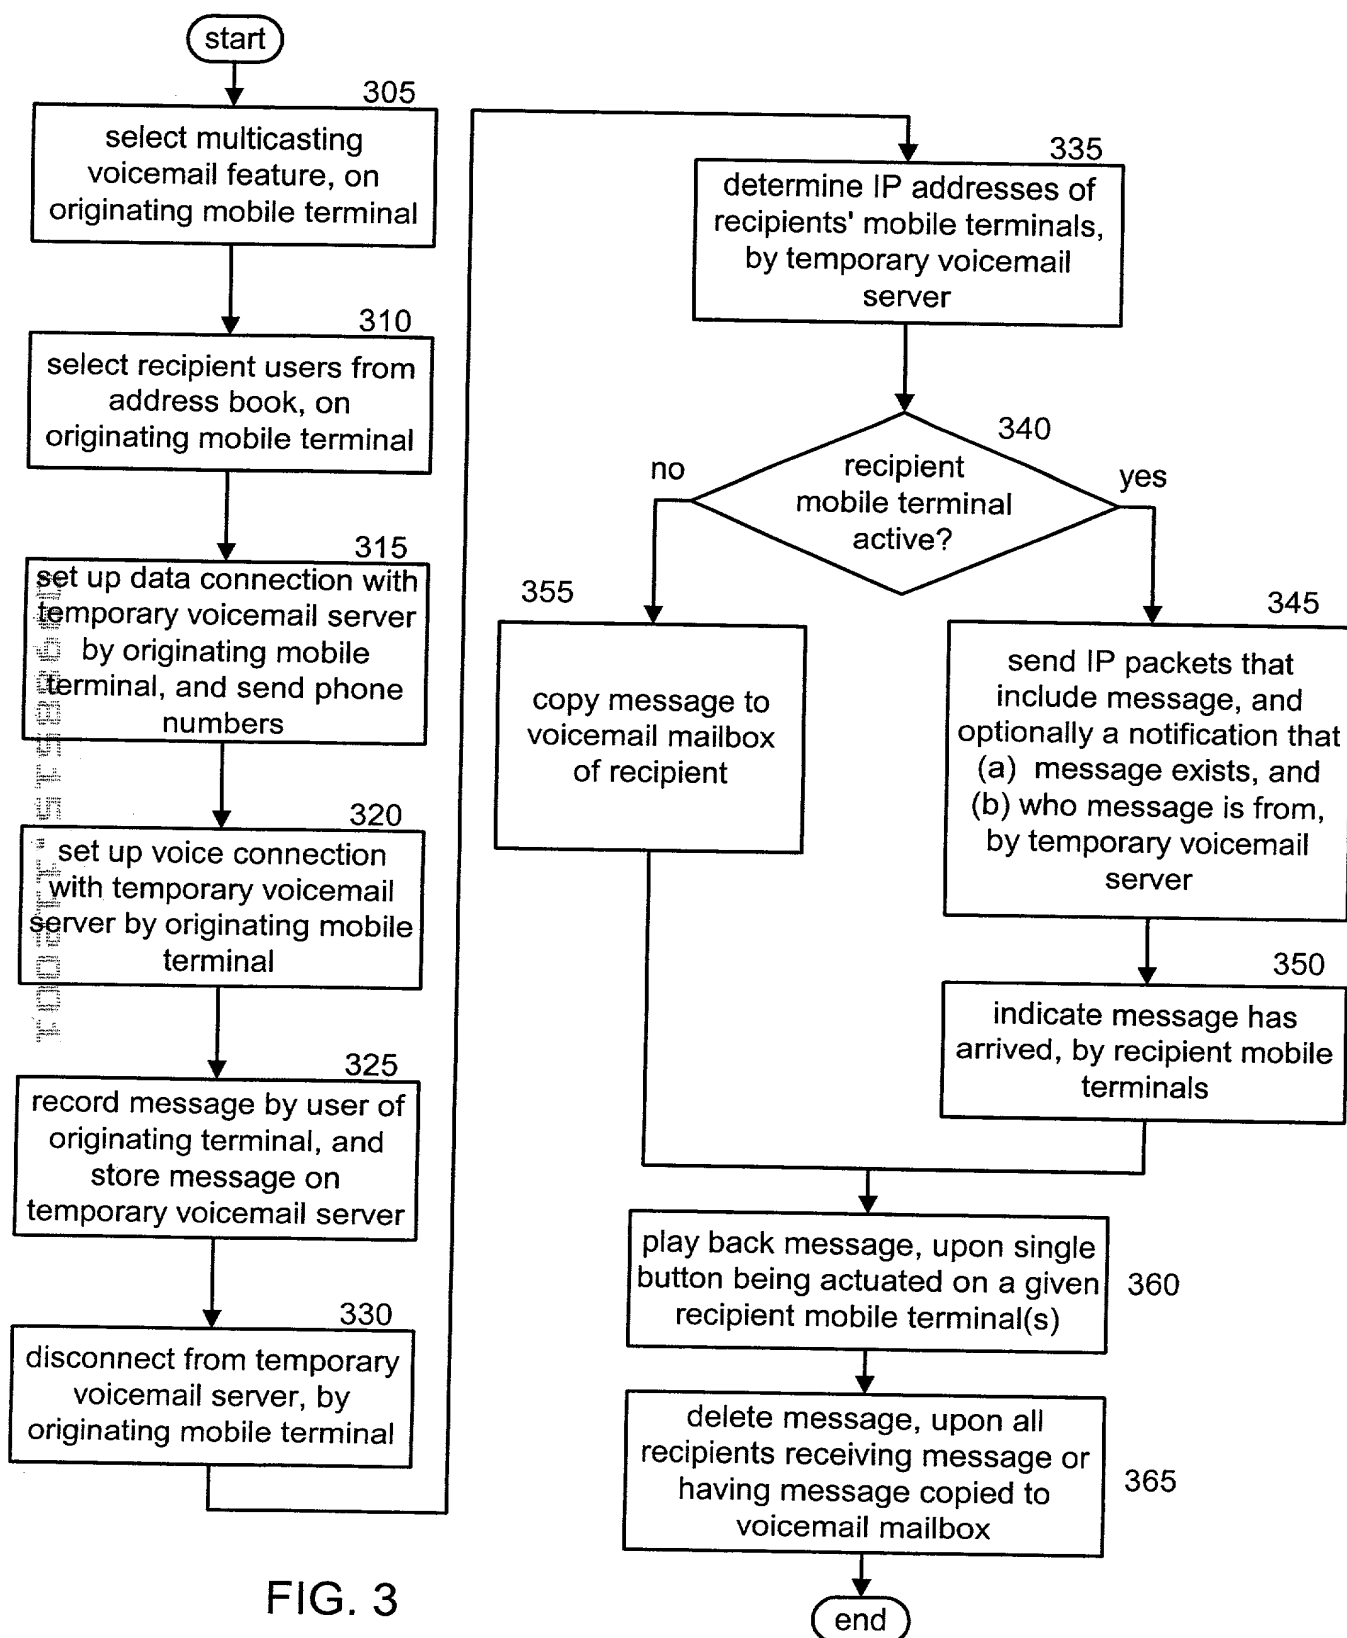 start
305
select multicasting
voicemail feature, on
originating mobile terminal
310
select recipient users from
address book, on
originating mobile terminal
315
set up data connection with
temporary voicemail server
by originating mobile
terminal, and send phone
numbers
320
set up voice connection
with temporary voicemail
server by originating mobile
terminal
325
record message by user of
originating terminal, and
store message on
temporary voicemail server
330
disconnect from temporary
voicemail server, by
originating mobile terminal
335
determine IP addresses of
recipients' mobile terminals,
by temporary voicemail
server
340
recipient
mobile terminal
active?
no
yes
355
copy message to
voicemail mailbox
of recipient
345
send IP packets that
include message, and
optionally a notification that
(a) message exists, and
(b) who message is from,
by temporary voicemail
server
350
indicate message has
arrived, by recipient mobile
terminals
play back message, upon single
button being actuated on a given
recipient mobile terminal(s)
360
delete message, upon all
recipients receiving message or
having message copied to
voicemail mailbox
365
end
FIG. 3